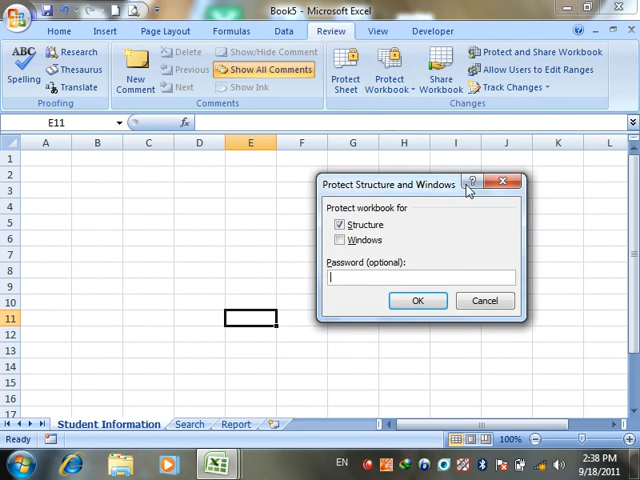 Book5 - Microsoft Excel
Home Insert Page Layout Formulas Data Review View Developer
ABC
Spelling
Research
Thesaurus
Translate
Proofing
New
Comment
Delete
Previous
Next
Show/Hide Comment
Show All Comments
Show Ink
Comments
Protect
Sheet
Protect
Workbook
Share
Workbook
Protect and Share Workbook
Allow Users to Edit Ranges
Track Changes
Changes
E11
fx
A B C D E F G H I J K L
1
2
3
4
5
6
7
8
9
10
11
12
13
14
15
16
17
Protect Structure and Windows
?
Protect workbook for
Structure
Windows
Password (optional):
OK Cancel
Student Information Search Report
Ready
100%
EN
2:38 PM
9/18/2011